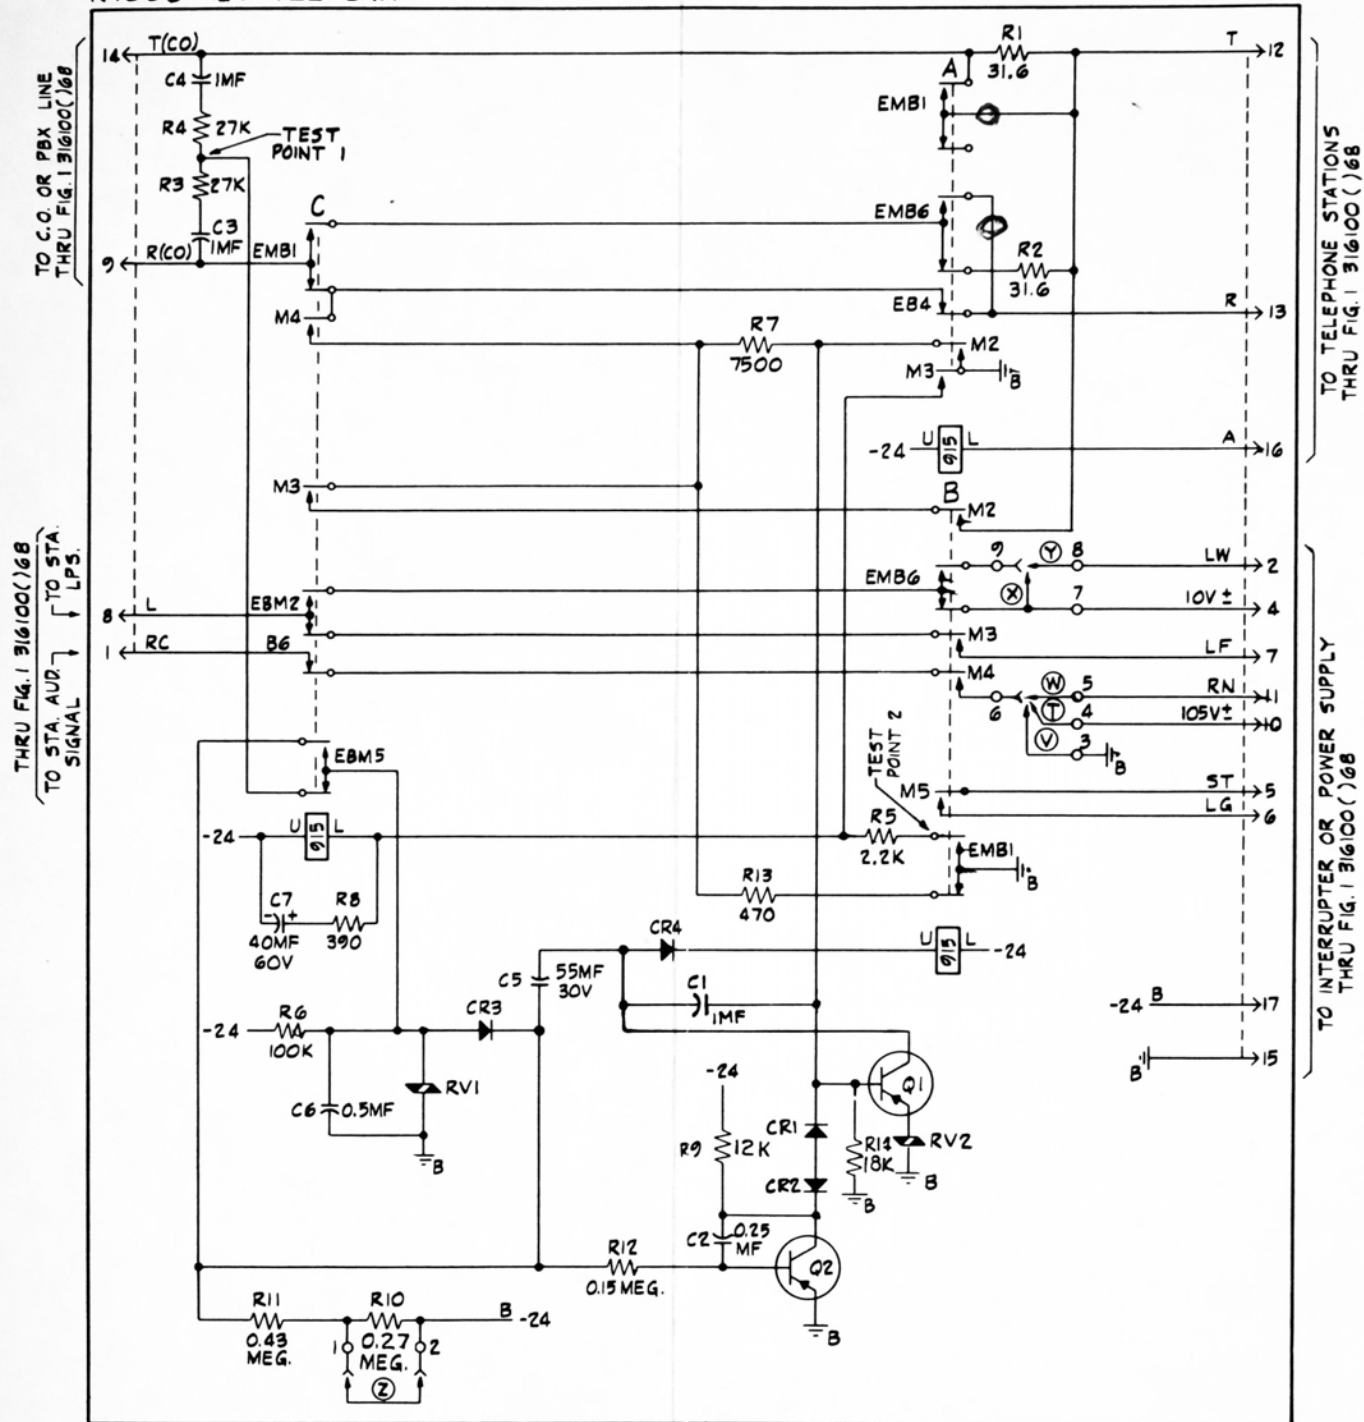 T(CO)
14
C4 1MF
R4 27K
TEST
POINT 1
R3 27K
C3
1MF
R(CO)
9
EMB1
C
M4
TO C.O. OR PBX LINE
THRU FIG. 1 316100( )68
R1
31.6
T
12
A
EMB1
EMB6
R2
31.6
EB4
R
13
R7
7500
M2
M3
B
-24
U
915
L
A
16
TO TELEPHONE STATIONS
THRU FIG. 1 316100( )68
M3
B
M2
THRU FIG. 1 316100( )68
TO STA.
LPS.
TO STA. AUD.
SIGNAL
8
L
EBM2
1
RC
B6
EMB6
9
Y
8
LW
2
X
7
10V ±
4
M3
LF
7
M4
W
5
RN
11
6
T
4
105V±
10
V
3
B
TEST
POINT 2
EBM5
M5
ST
5
LG
6
-24
U
915
L
R5
2.2K
EMB1
B
R13
470
C7
- +
40MF
60V
R8
390
CR4
U
915
L
-24
C5
55MF
30V
C1
1MF
-24
B
17
B
15
TO INTERRUPTER OR POWER SUPPLY
THRU FIG. 1 316100( )68
-24
R6
100K
CR3
C6
0.5MF
RV1
B
-24
R9
12K
CR1
CR2
18K
B
Q1
RV2
B
C2
0.25
MF
Q2
B
R12
0.15 MEG.
R11
0.43
MEG.
R10
0.27
MEG.
1
2
Z
B
-24